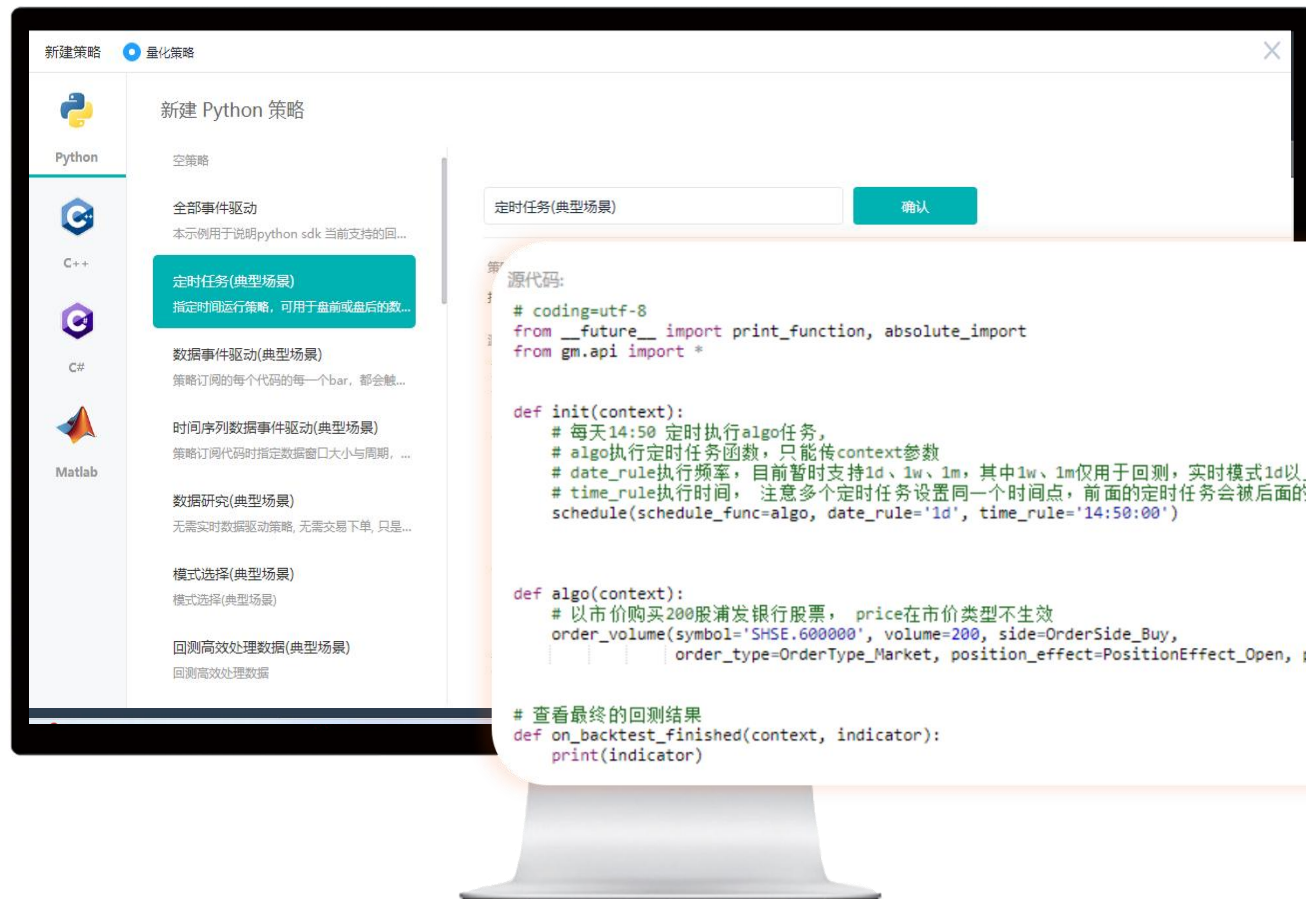 新建策略
量化策略
Python
C++
C#
Matlab
新建 Python 策略
空策略
全部事件驱动
本示例用于说明python sdk 当前支持的回...
定时任务(典型场景)
指定时间运行策略，可用于盘前或盘后的数...
数据事件驱动(典型场景)
策略订阅的每个代码的每一个bar，都会触...
时间序列数据事件驱动(典型场景)
策略订阅代码时指定数据窗口大小与周期，...
数据研究(典型场景)
无需实时数据驱动策略, 无需交易下单, 只是...
模式选择(典型场景)
模式选择(典型场景)
回测高效处理数据(典型场景)
回测高效处理数据
定时任务(典型场景)
确认
源代码:
# coding=utf-8
from __future__ import print_function, absolute_import
from gm.api import *
def init(context):
# 每天14:50 定时执行algo任务,
# algo执行定时任务函数，只能传context参数
# date_rule执行频率，目前暂时支持1d、1w、1m，其中1w、1m仅用于回测，实时模式1d以
# time_rule执行时间， 注意多个定时任务设置同一个时间点，前面的定时任务会被后面的
schedule(schedule_func=algo, date_rule='1d', time_rule='14:50:00')
def algo(context):
# 以市价购买200股浦发银行股票， price在市价类型不生效
order_volume(symbol='SHSE.600000', volume=200, side=OrderSide_Buy,
order_type=OrderType_Market, position_effect=PositionEffect_Open,
# 查看最终的回测结果
def on_backtest_finished(context, indicator):
print(indicator)